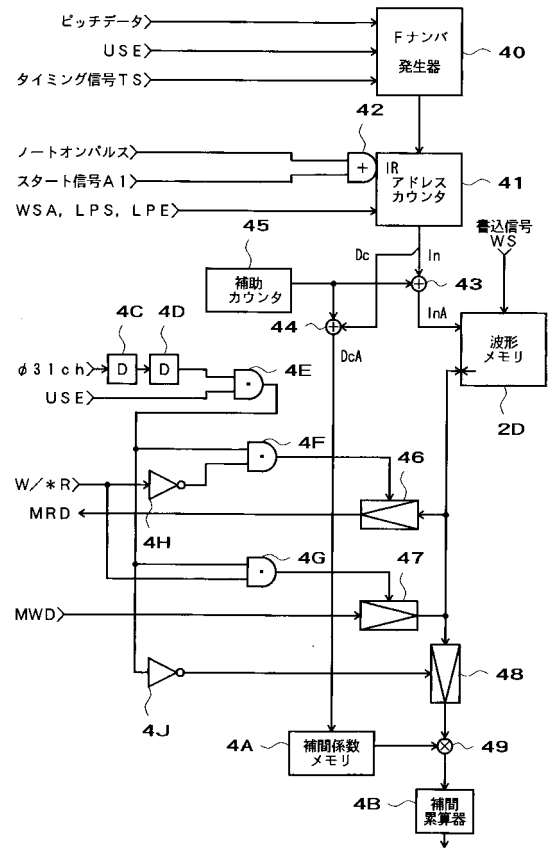 ピッチデータ
USE
タイミング信号TS
Fナンバ
発生器
40
42
ノートオンパルス
スタート信号A1
WSA, LPS, LPE
+
IR
アドレス
カウンタ
41
45
補助
カウンタ
Dc
In
43
書込信号
WS
44
InA
DcA
波形
メモリ
2D
4C
4D
φ31ch
D
D
USE
4E
4F
46
W/*R
MRD
4H
4G
47
MWD
4J
48
4A
補間係数
メモリ
49
4B
補間
累算器